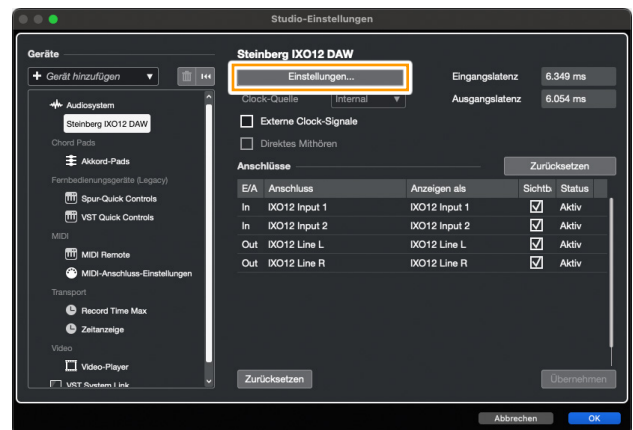 Studio-Einstellungen
Geräte
+ Gerät hinzufügen
Audiosystem
Steinberg IXO12 DAW
Chord Pads
Akkord-Pads
Fernbedienungsgeräte (Legacy)
Spur-Quick Controls
VST Quick Controls
MIDI
MIDI Remote
MIDI-Anschluss-Einstellungen
Transport
Record Time Max
Zeitanzeige
Video
Video-Player
VST System Link
Steinberg IXO12 DAW
Einstellungen... Eingangslatenz 6.349 ms
Clock-Quelle Internal Ausgangslatenz 6.054 ms
Externe Clock-Signale
Direktes Mithören
Anschlüsse Zurücksetzen
E/A Anschluss Anzeigen als Sichtb. Status
In IXO12 Input 1 IXO12 Input 1 Aktiv
In IXO12 Input 2 IXO12 Input 2 Aktiv
Out IXO12 Line L IXO12 Line L Aktiv
Out IXO12 Line R IXO12 Line R Aktiv
Zurücksetzen Übernehmen
Abbrechen OK